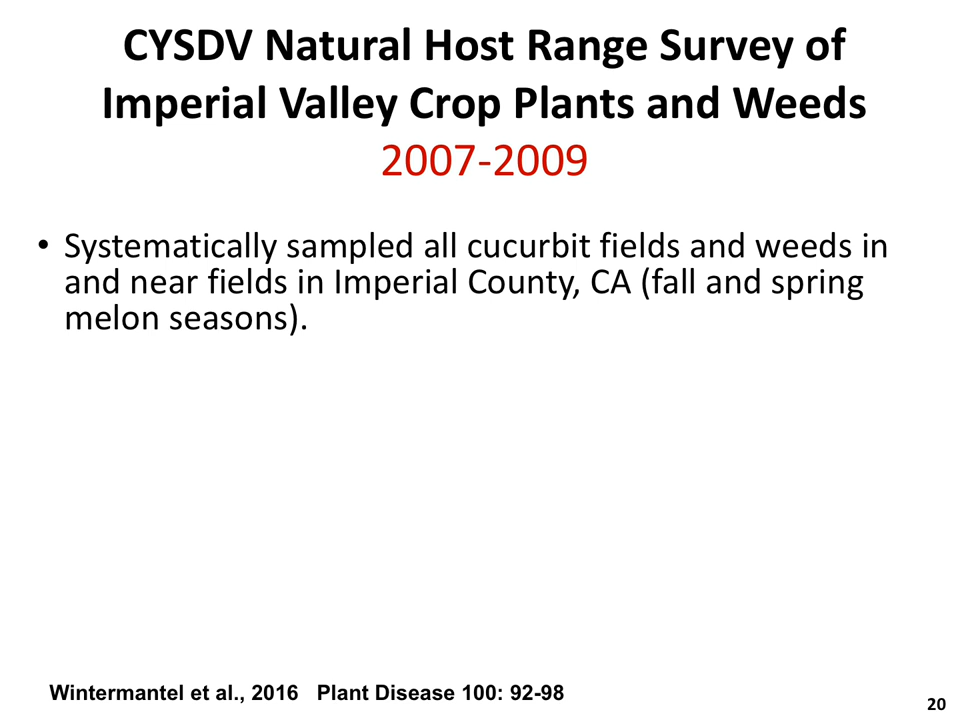 CYSDV Natural Host Range Survey of
Imperial Valley Crop Plants and Weeds
2007-2009
• Systematically sampled all cucurbit fields and weeds in
and near fields in Imperial County, CA (fall and spring
melon seasons).
Wintermantel et al., 2016   Plant Disease 100: 92-98
20